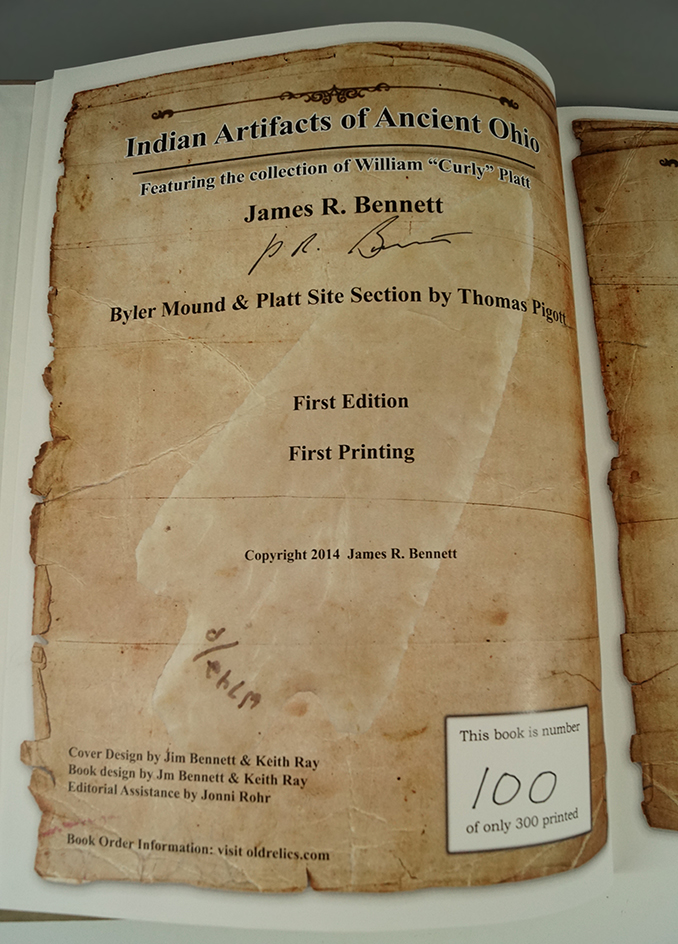 Indian Artifacts of Ancient Ohio
Featuring the collection of William “Curly” Platt
James R. Bennett
R. Bennett
Byler Mound & Platt Site Section by Thomas Pigott
First Edition
First Printing
Copyright 2014 James R. Bennett
Cover Design by Jim Bennett & Keith Ray
Book design by Jm Bennett & Keith Ray
Editorial Assistance by Jonni Rohr
Book Order Information: visit oldrelics.com
This book is number
100
of only 300 printed